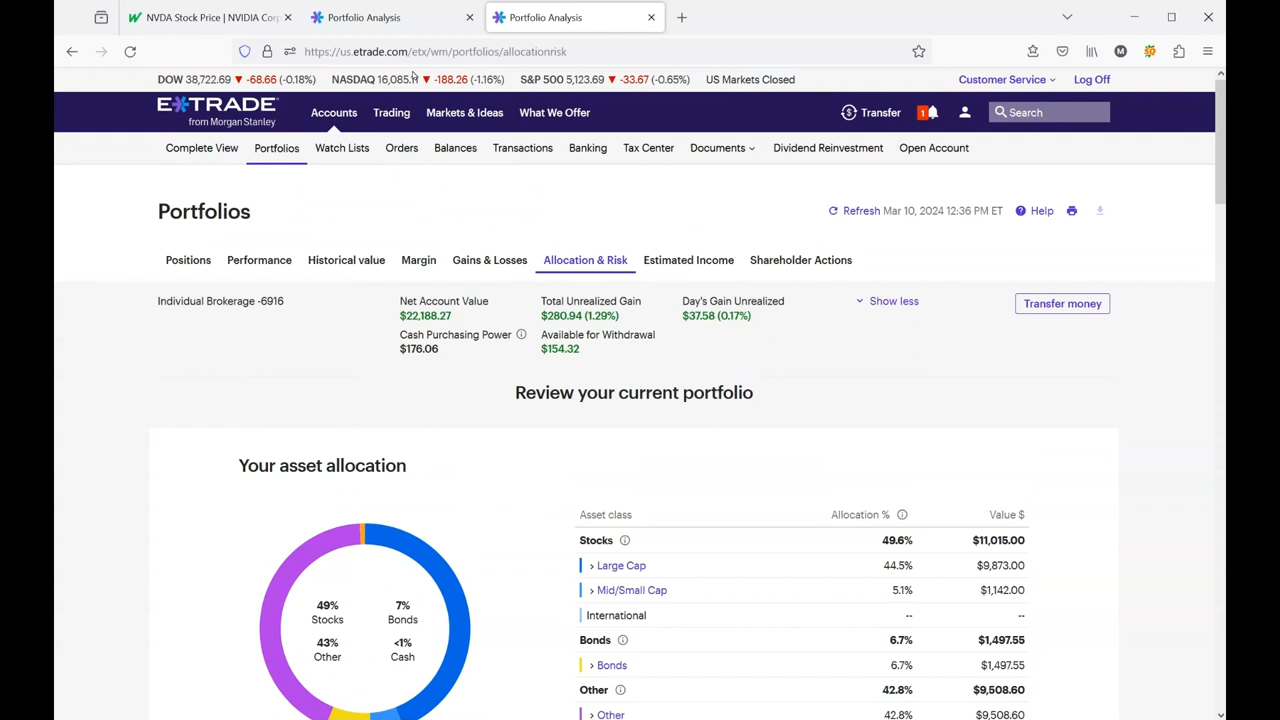 NVDA Stock Price | NVIDIA Cor
Portfolio Analysis
Portfolio Analysis
https://us.etrade.com/etx/wm/portfolios/allocationrisk
DOW 38,722.69 ▼ -68.66 (-0.18%) NASDAQ 16,085.11 ▼ -188.26 (-1.16%) S&P 500 5,123.69 ▼ -33.67 (-0.65%) US Markets Closed Customer Service Log Off
E*TRADE
from Morgan Stanley
Accounts Trading Markets & Ideas What We Offer Transfer 1 Search
Complete View Portfolios Watch Lists Orders Balances Transactions Banking Tax Center Documents Dividend Reinvestment Open Account
Portfolios
Refresh Mar 10, 2024 12:36 PM ET Help
Positions Performance Historical value Margin Gains & Losses Allocation & Risk Estimated Income Shareholder Actions
Individual Brokerage -6916 Net Account Value Total Unrealized Gain Day's Gain Unrealized Show less Transfer money
$22,188.27 $280.94 (1.29%) $37.58 (0.17%)
Cash Purchasing Power Available for Withdrawal
$176.06 $154.32
Review your current portfolio
Your asset allocation
Asset class Allocation % Value $
Stocks 49.6% $11,015.00
Large Cap 44.5% $9,873.00
Mid/Small Cap 5.1% $1,142.00
International -- --
Bonds 6.7% $1,497.55
Bonds 6.7% $1,497.55
Other 42.8% $9,508.60
Other 42.8% $9,508.60
49% 7%
Stocks Bonds
43% <1%
Other Cash